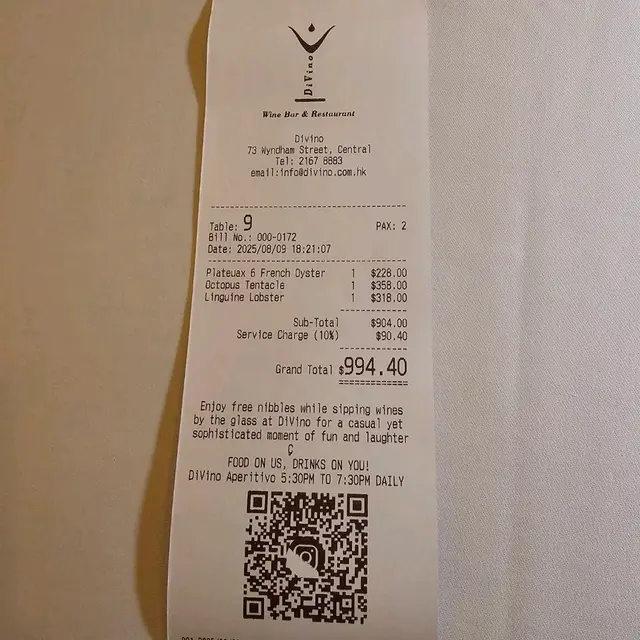 DiVino
Wine Bar & Restaurant
Divino
73 Wyndham Street, Central
Tel: 2167 8883
email:info@divino.com.hk
Table: 9 PAX: 2
Bill No.: 000-0172
Date: 2025/08/09 18:21:07
Plateuax 6 French Oyster 1 $228.00
Octopus Tentacle 1 $358.00
Linguine Lobster 1 $318.00
Sub-Total $904.00
Service Charge (10%) $90.40
Grand Total $994.40
Enjoy free nibbles while sipping wines
by the glass at DiVino for a casual yet
sophisticated moment of fun and laughter
FOOD ON US, DRINKS ON YOU!
DiVino Aperitivo 5:30PM TO 7:30PM DAILY